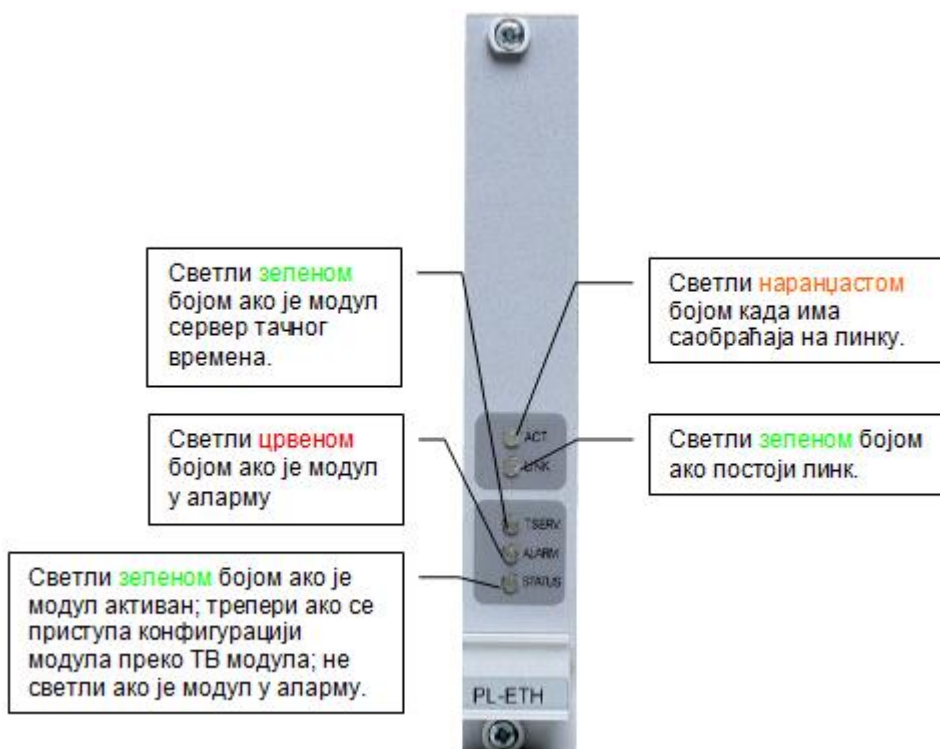 Светли зеленом
бојом ако је модул
сервер тачног
времена.
Светли наранџастом
бојом када има
саобраћаја на линку.
Светли црвеном
бојом ако је модул
у аларму
Светли зеленом бојом
ако постоји линк.
Светли зеленом бојом ако је
модул активан; трепери ако се
приступа конфигурацији
модула преко ТВ модула; не
светли ако је модул у аларму.
ACT
LINK
TSERV
ALARM
STATUS
PL-ETH